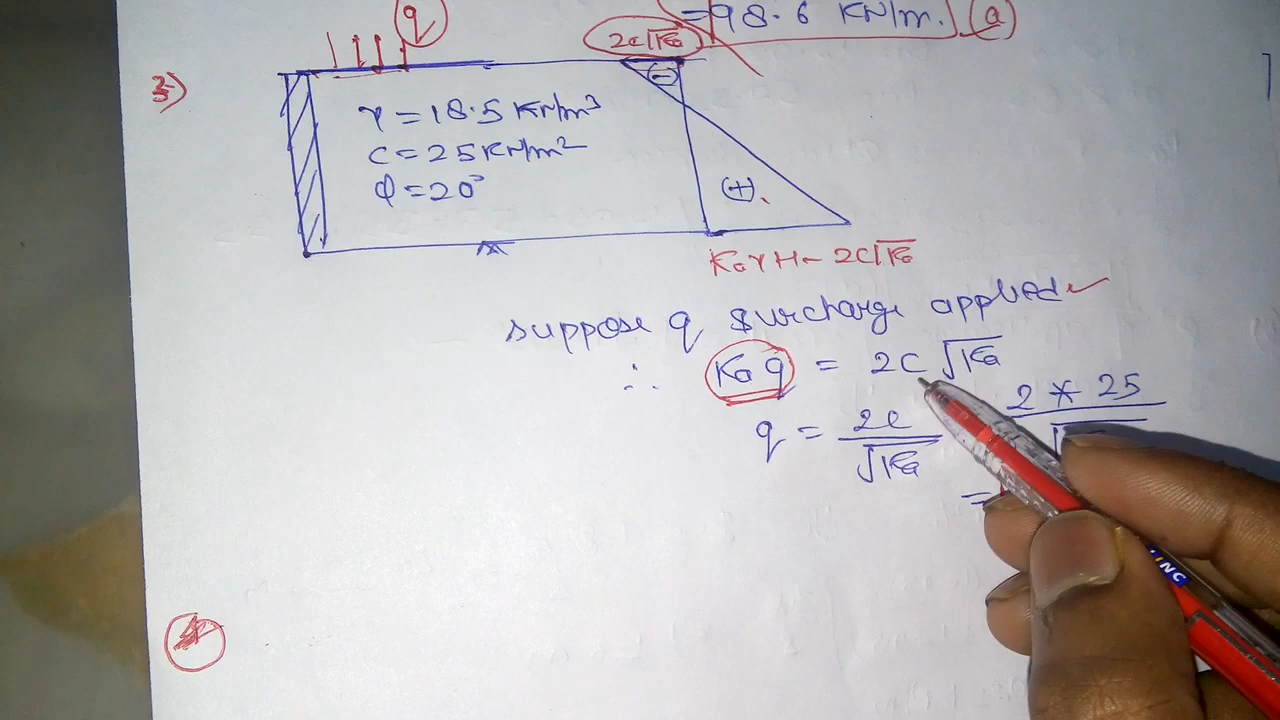 q
= 98.6 KN/m. (a)
2c√Ka
3)
(-)
γ = 18.5 KN/m³
C = 25 KN/m²
Φ = 20°
(+)
KaγH - 2C√Ka
suppose q surcharge applied
∴ Ka q = 2C√Ka
q = 2c/√Ka 2 * 25/√
=
LINC